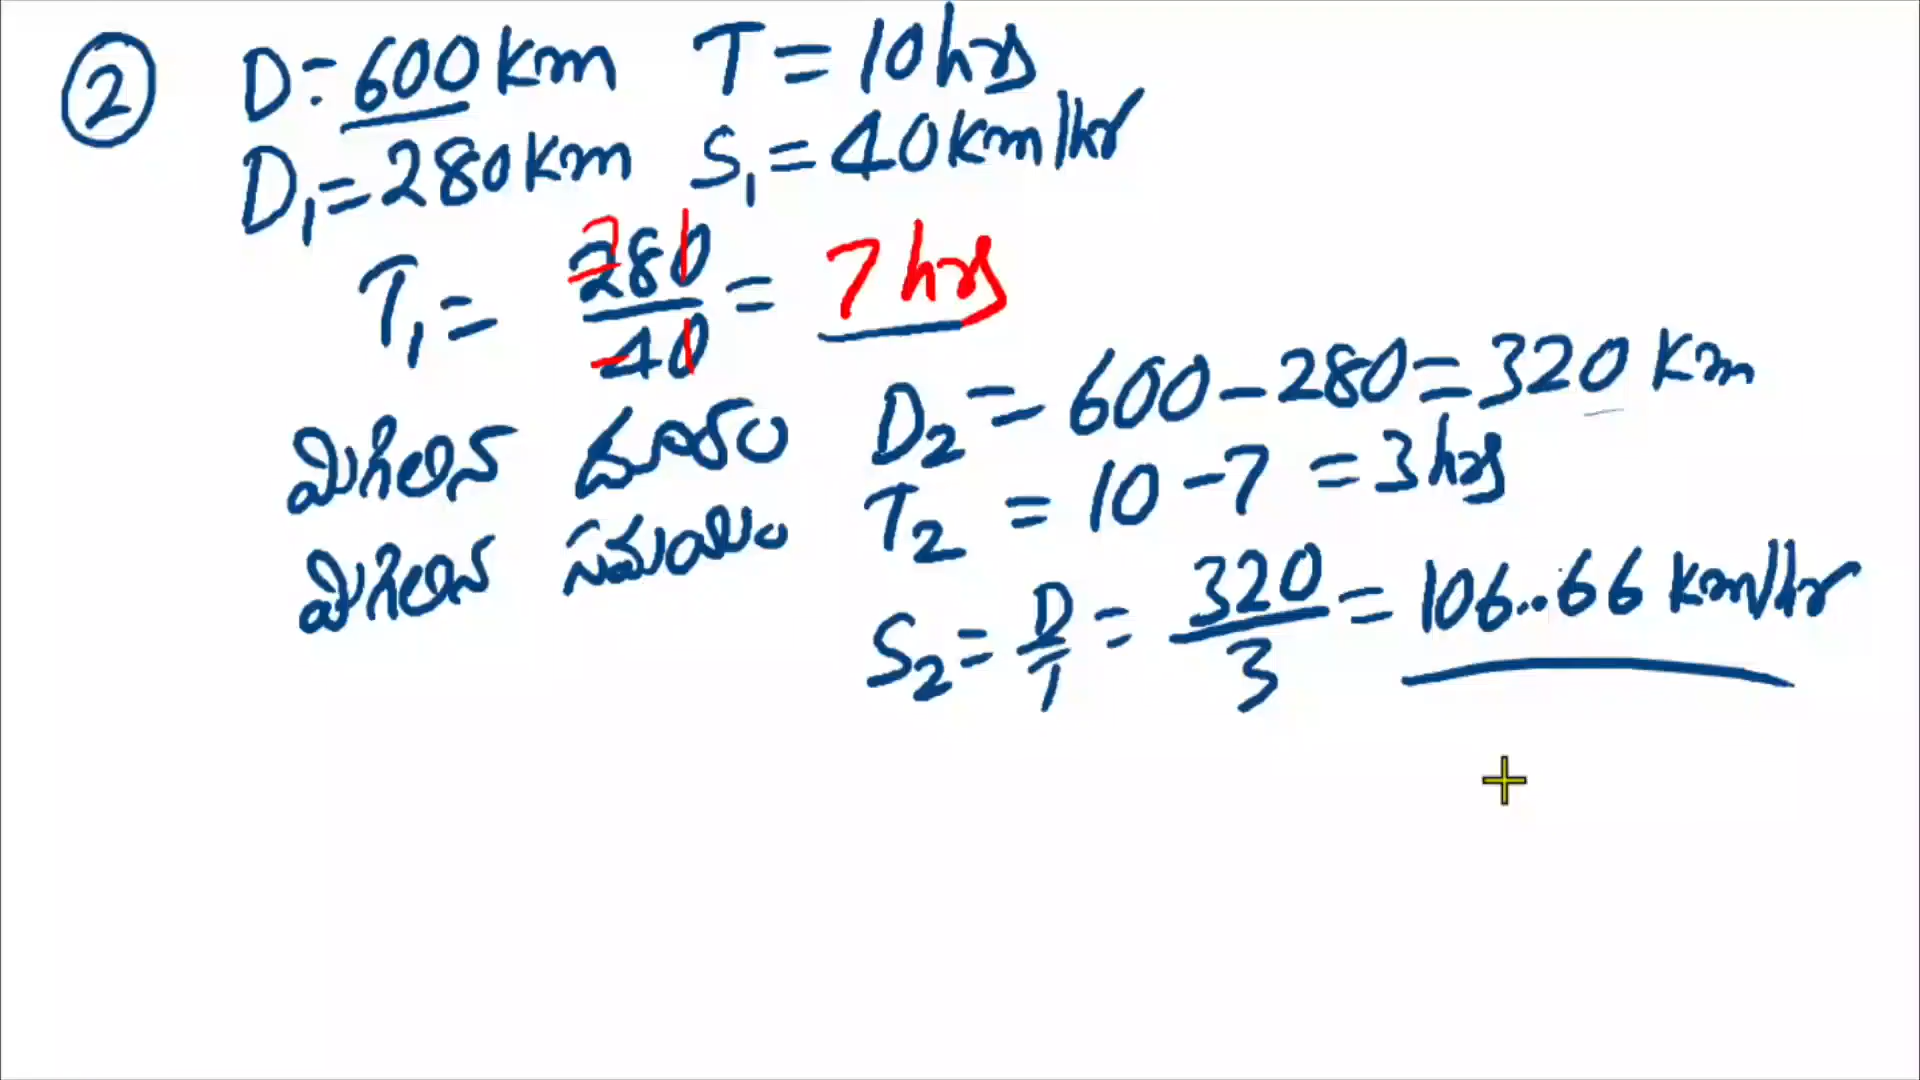 ② D = 600 km T = 10 hrs
D₁ = 280 km S₁ = 40 km/hr
T₁ = 280/40 = 7 hrs
మిగిలిన దూరం D₂ = 600 - 280 = 320 km
మిగిలిన సమయం T₂ = 10 - 7 = 3 hrs
S₂ = D/T = 320/3 = 106..66 km/hr